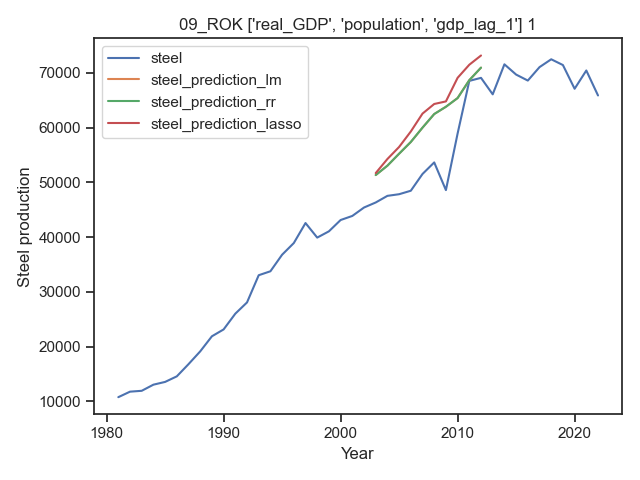 09_ROK ['real_GDP', 'population', 'gdp_lag_1'] 1
steel
steel_prediction_lm
steel_prediction_rr
steel_prediction_lasso
Steel production
70000
60000
50000
40000
30000
20000
10000
1980 1990 2000 2010 2020
Year